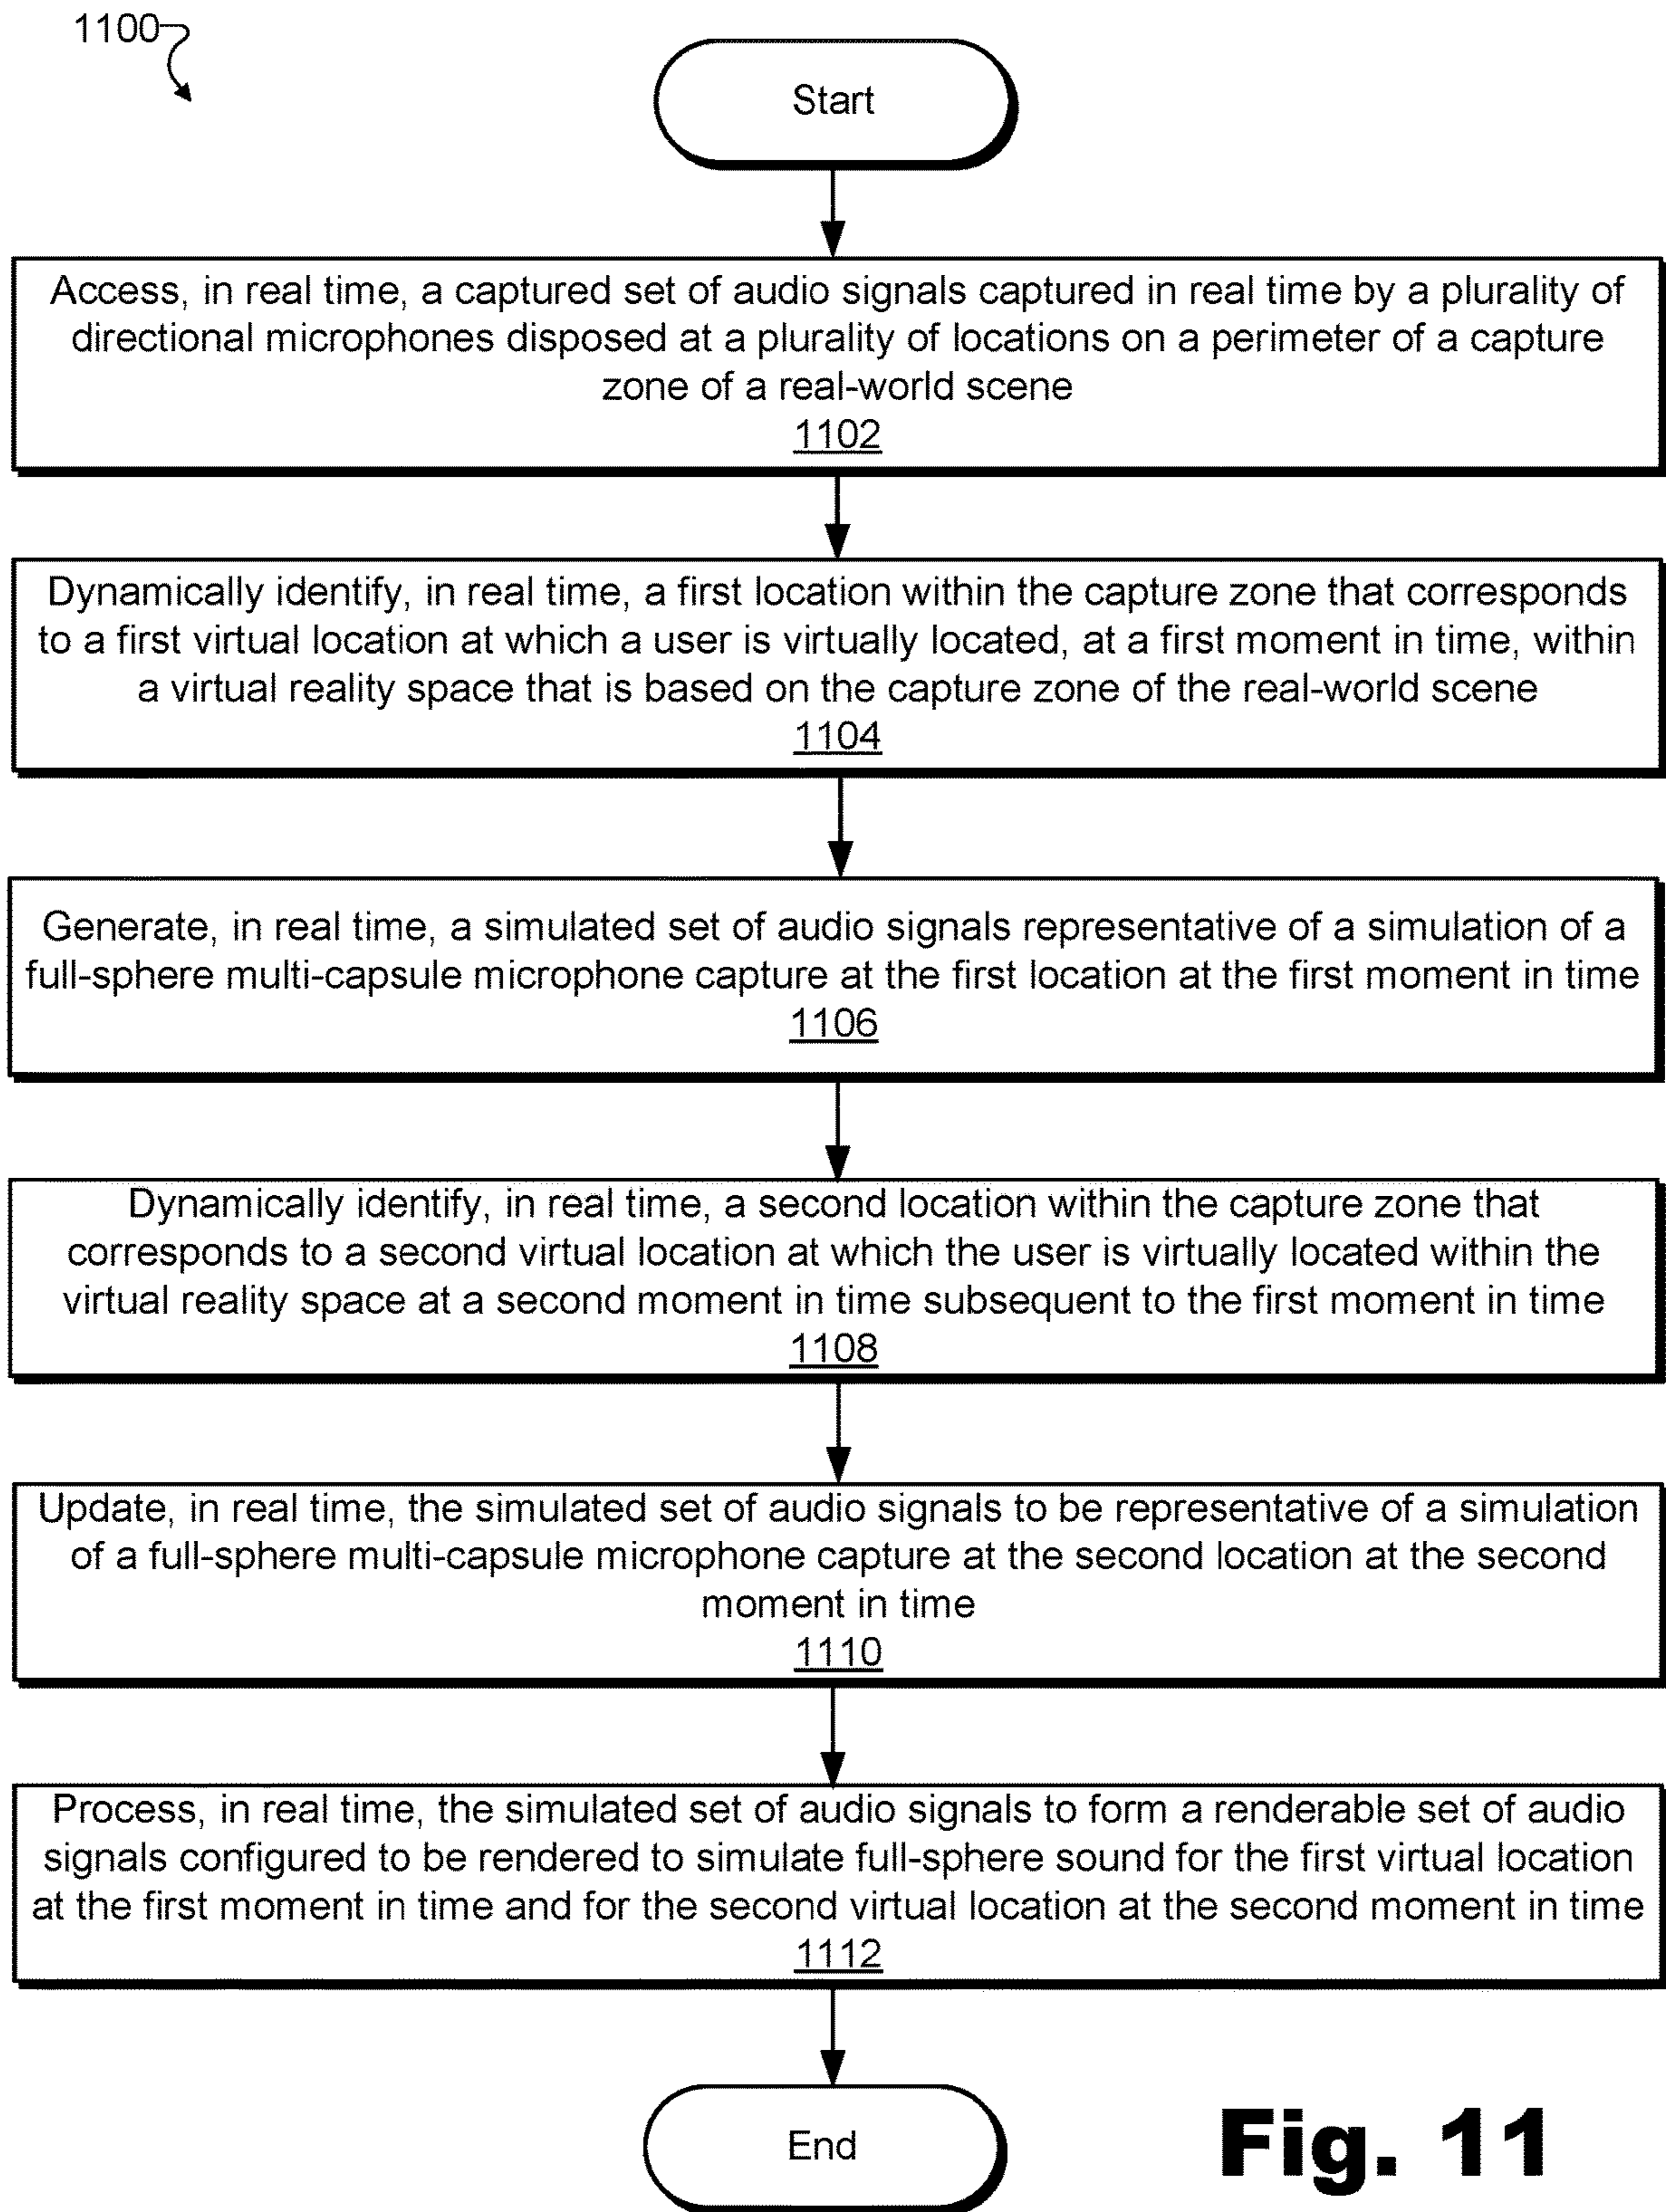 1100
Start
Access, in real time, a captured set of audio signals captured in real time by a plurality of
directional microphones disposed at a plurality of locations on a perimeter of a capture
zone of a real-world scene
1102
Dynamically identify, in real time, a first location within the capture zone that corresponds
to a first virtual location at which a user is virtually located, at a first moment in time, within
a virtual reality space that is based on the capture zone of the real-world scene
1104
Generate, in real time, a simulated set of audio signals representative of a simulation of a
full-sphere multi-capsule microphone capture at the first location at the first moment in time
1106
Dynamically identify, in real time, a second location within the capture zone that
corresponds to a second virtual location at which the user is virtually located within the
virtual reality space at a second moment in time subsequent to the first moment in time
1108
Update, in real time, the simulated set of audio signals to be representative of a simulation
of a full-sphere multi-capsule microphone capture at the second location at the second
moment in time
1110
Process, in real time, the simulated set of audio signals to form a renderable set of audio
signals configured to be rendered to simulate full-sphere sound for the first virtual location
at the first moment in time and for the second virtual location at the second moment in time
1112
End
Fig. 11